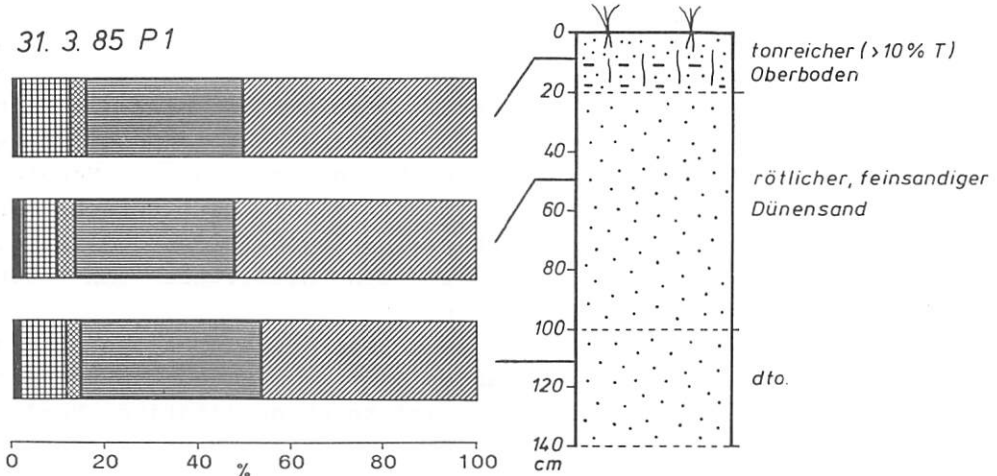 31. 3. 85 P1
0
20
40
60
80
100
120
140
cm
tonreicher (>10% T)
Oberboden
rötlicher, feinsandiger
Dünensand
dto.
0 20 40 % 60 80 100